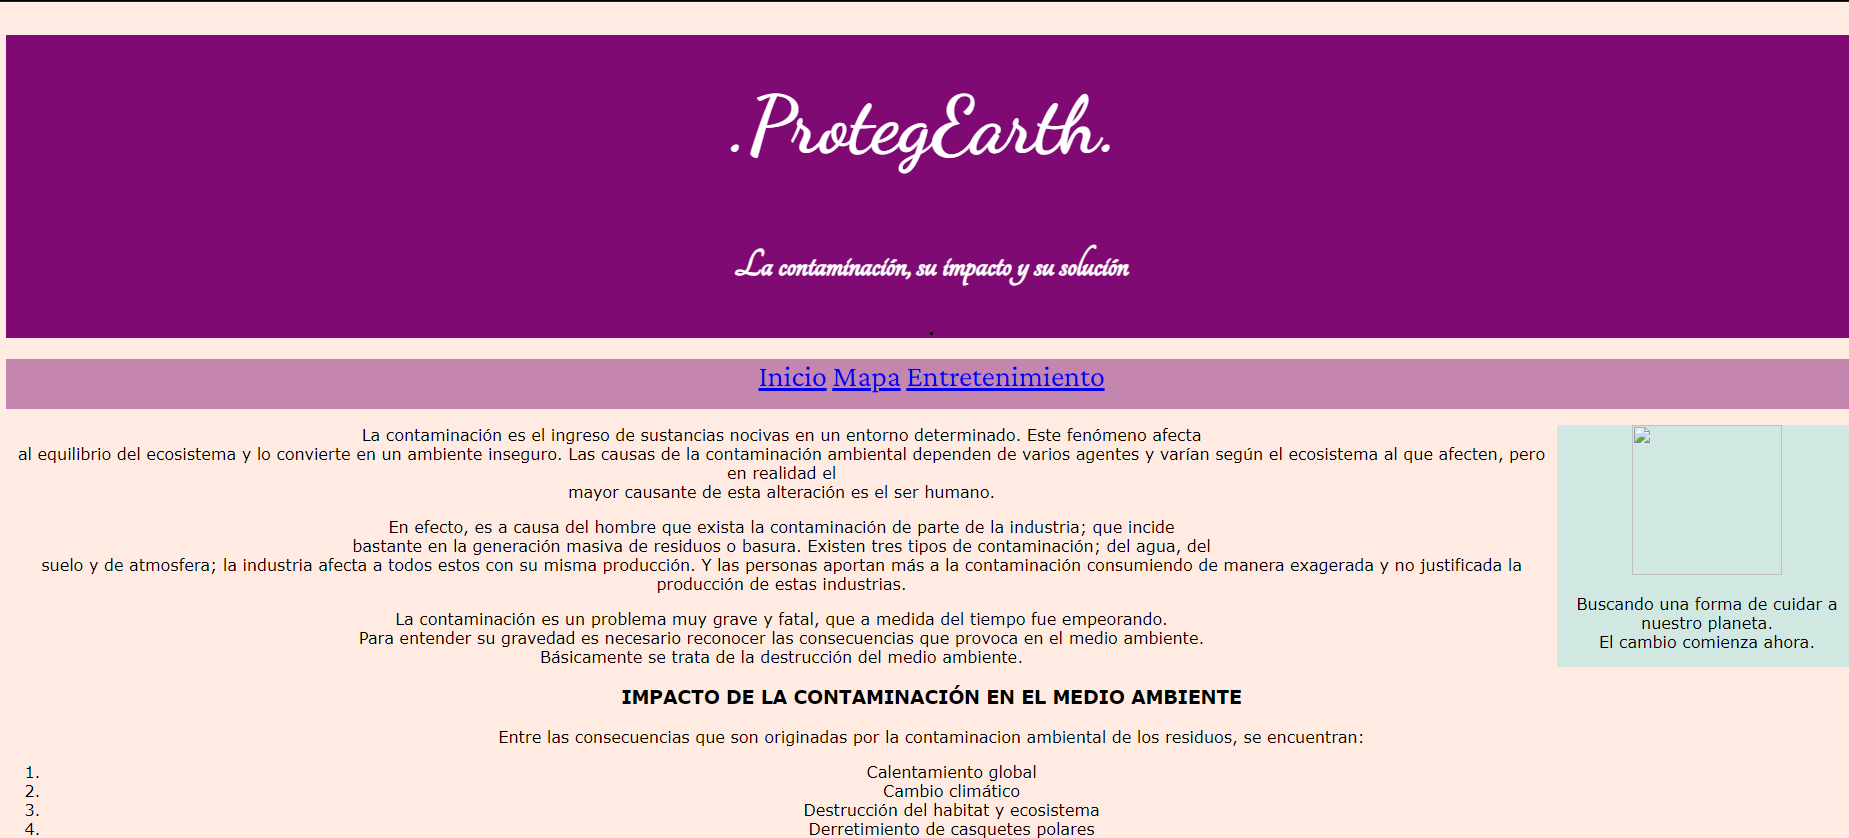 .ProtegEarth.
La contaminación, su impacto y su solución
.
Inicio Mapa Entretenimiento
La contaminación es el ingreso de sustancias nocivas en un entorno determinado. Este fenómeno afecta
al equilibrio del ecosistema y lo convierte en un ambiente inseguro. Las causas de la contaminación ambiental dependen de varios agentes y varían según el ecosistema al que afecten, pero
en realidad el
mayor causante de esta alteración es el ser humano.
En efecto, es a causa del hombre que exista la contaminación de parte de la industria; que incide
bastante en la generación masiva de residuos o basura. Existen tres tipos de contaminación; del agua, del
suelo y de atmosfera; la industria afecta a todos estos con su misma producción. Y las personas aportan más a la contaminación consumiendo de manera exagerada y no justificada la
producción de estas industrias.
La contaminación es un problema muy grave y fatal, que a medida del tiempo fue empeorando.
Para entender su gravedad es necesario reconocer las consecuencias que provoca en el medio ambiente.
Básicamente se trata de la destrucción del medio ambiente.
Buscando una forma de cuidar a
nuestro planeta.
El cambio comienza ahora.
IMPACTO DE LA CONTAMINACIÓN EN EL MEDIO AMBIENTE
Entre las consecuencias que son originadas por la contaminacion ambiental de los residuos, se encuentran:
1. Calentamiento global
2. Cambio climático
3. Destrucción del habitat y ecosistema
4. Derretimiento de casquetes polares